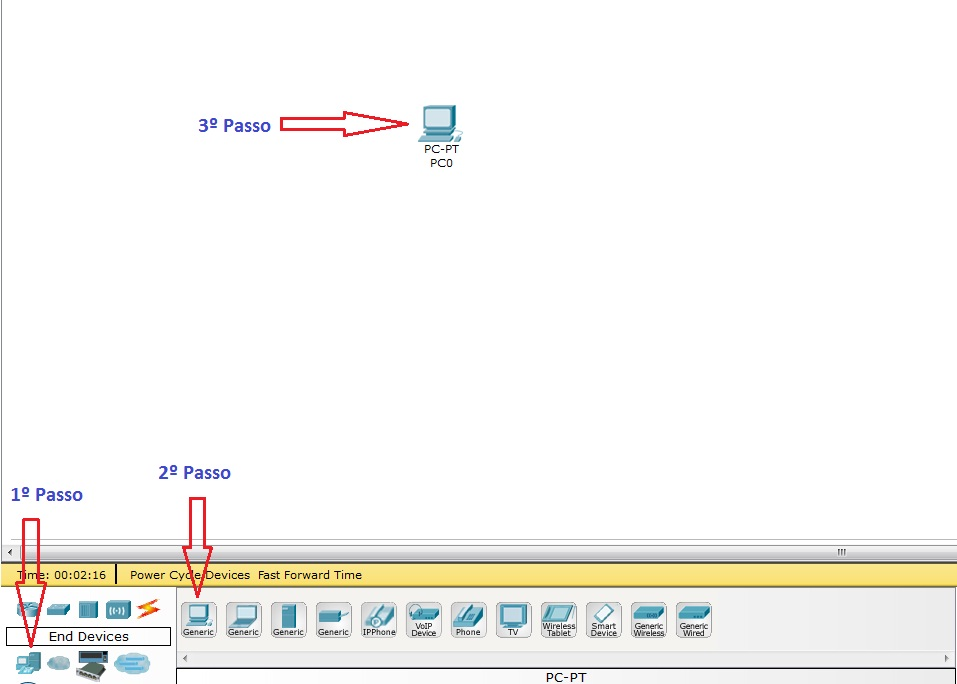 3º Passo
PC-PT
PC0
2º Passo
1º Passo
Time: 00:02:16
Power Cycle Devices Fast Forward Time
End Devices
Generic
Generic
Generic
Generic
IPPhone
VoIP
Device
Phone
TV
Wireless
Tablet
Smart
Device
Generic
Wireless
Generic
Wired
PC-PT